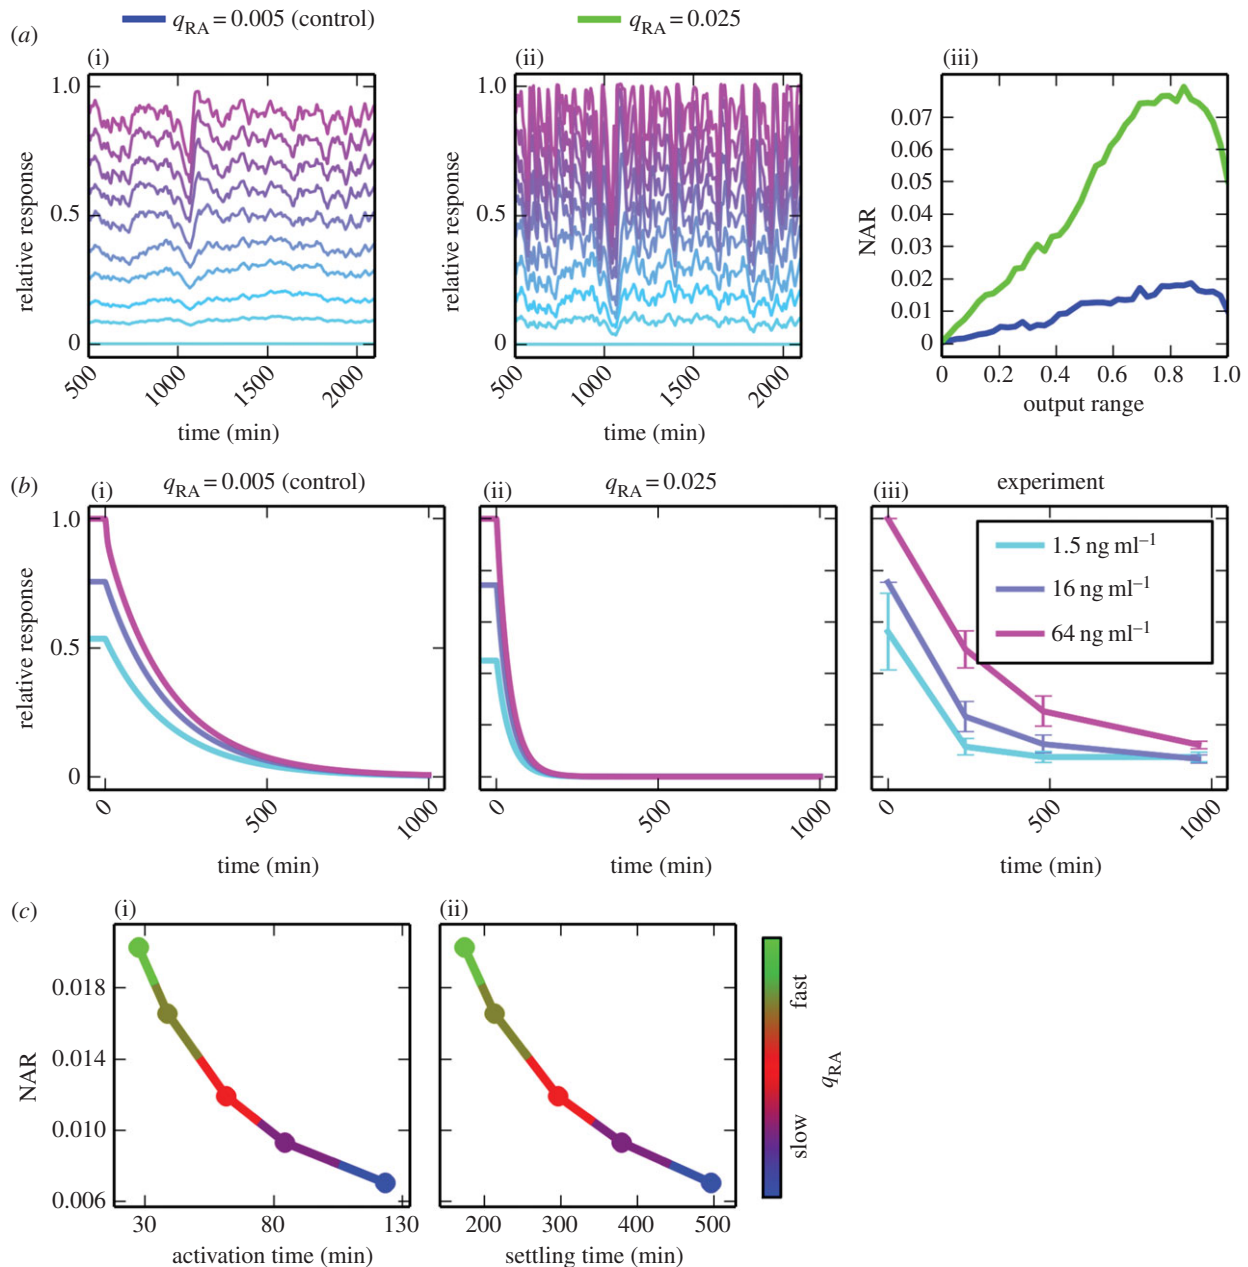 q_RA = 0.005 (control)
q_RA = 0.025
(a)
(i)
(ii)
(iii)
1.0
0.5
0
relative response
500
1000
1500
2000
time (min)
1.0
0.5
0
relative response
500
1000
1500
2000
time (min)
0.07
0.06
0.05
0.04
0.03
0.02
0.01
0
NAR
0
0.2
0.4
0.6
0.8
1.0
output range
(b)
(i)
q_RA = 0.005 (control)
(ii)
q_RA = 0.025
(iii)
experiment
1.0
0.5
0
relative response
0
500
1000
time (min)
0
500
1000
time (min)
1.5 ng ml⁻¹
16 ng ml⁻¹
64 ng ml⁻¹
0
500
1000
time (min)
(c)
(i)
(ii)
0.018
0.014
0.010
0.006
NAR
30
80
130
activation time (min)
200
300
400
500
settling time (min)
fast
slow
q_RA